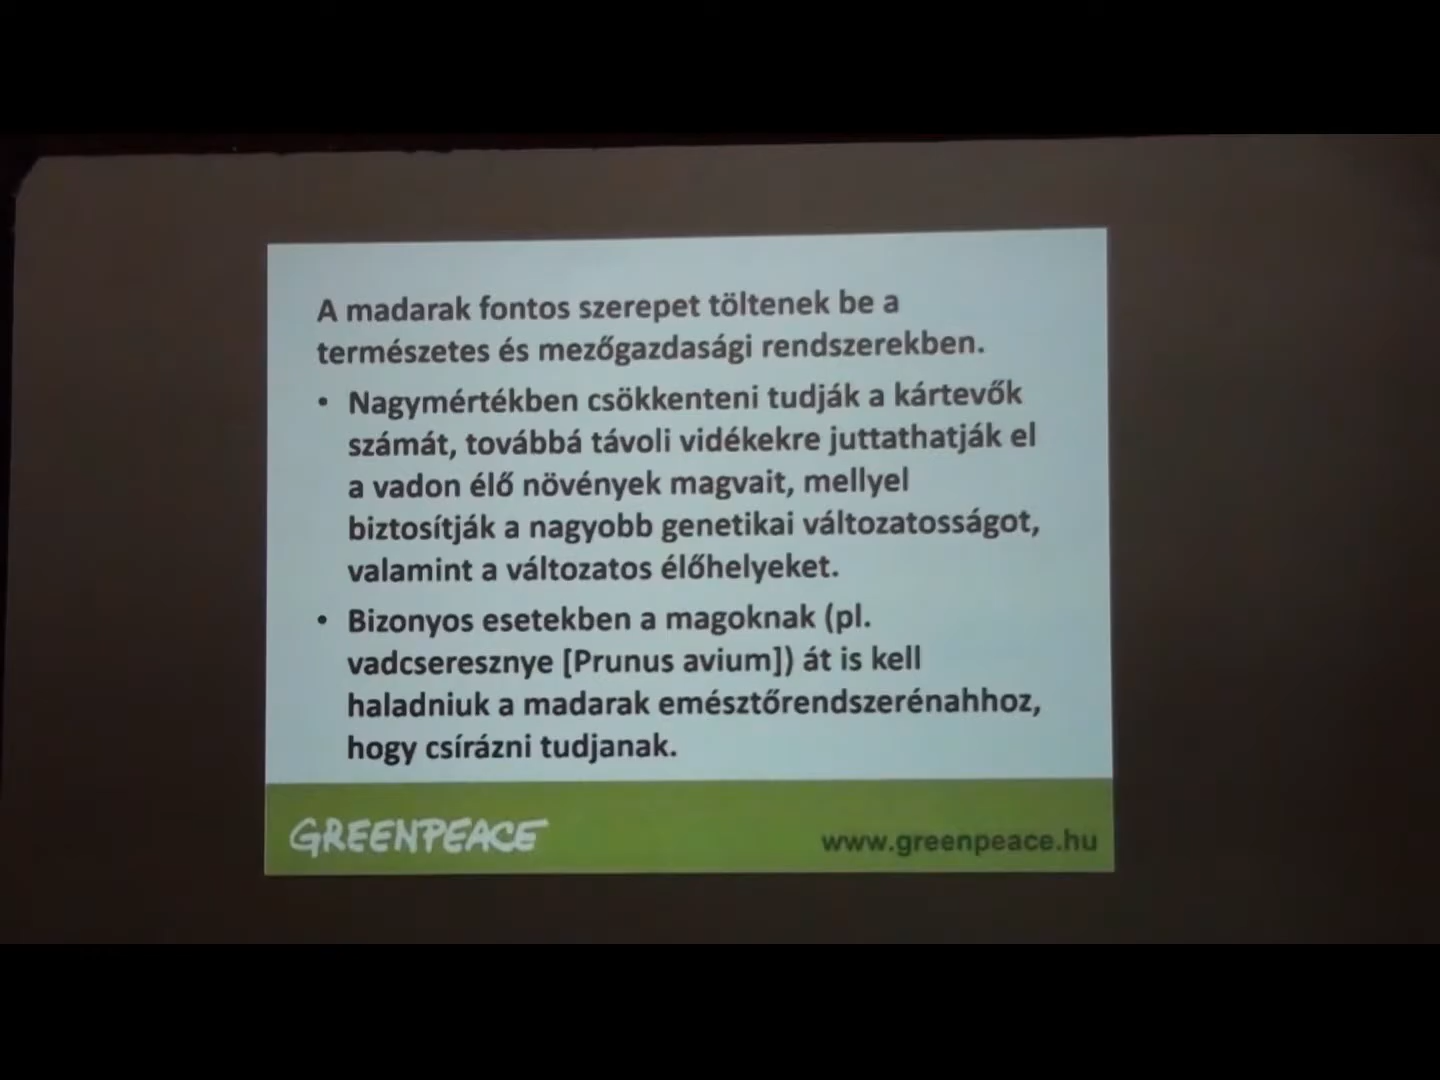 A madarak fontos szerepet töltenek be a
természetes és mezőgazdasági rendszerekben.
• Nagymértékben csökkenteni tudják a kártevők
számát, továbbá távoli vidékekre juttathatják el
a vadon élő növények magvait, mellyel
biztosítják a nagyobb genetikai változatosságot,
valamint a változatos élőhelyeket.
• Bizonyos esetekben a magoknak (pl.
vadcseresznye [Prunus avium]) át is kell
haladniuk a madarak emésztőrendszerénahhoz,
hogy csírázni tudjanak.
GREENPEACE
www.greenpeace.hu